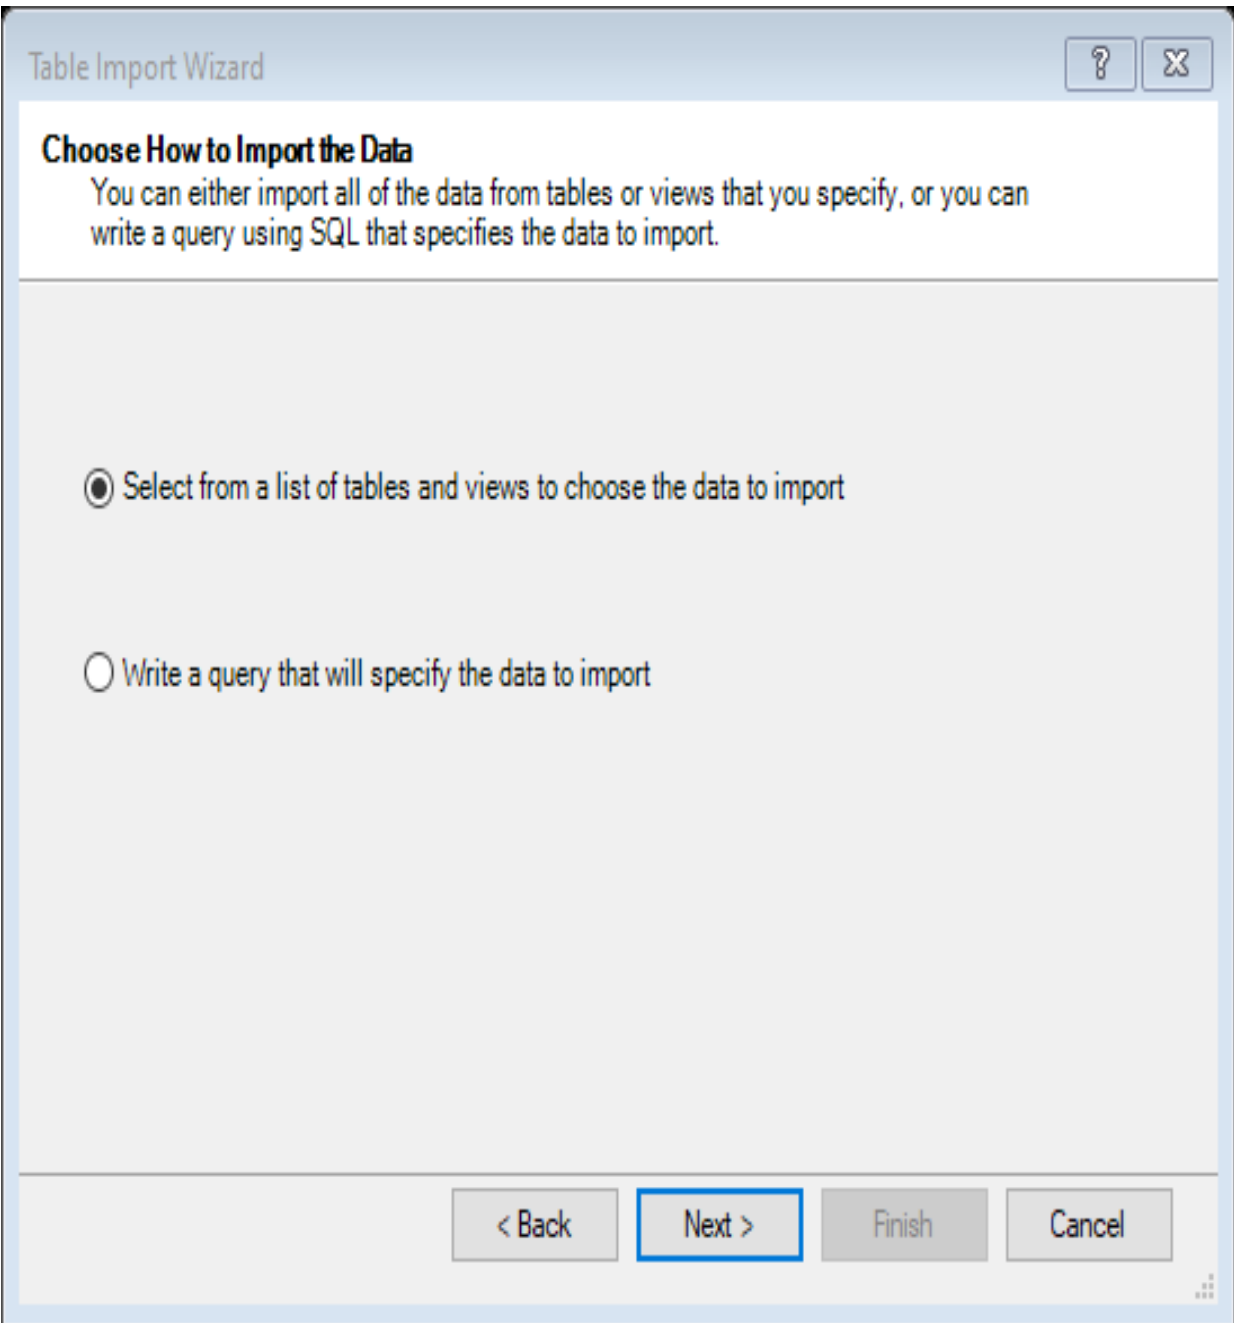 Table Import Wizard
?
Choose How to Import the Data
You can either import all of the data from tables or views that you specify, or you can
write a query using SQL that specifies the data to import.
Select from a list of tables and views to choose the data to import
Write a query that will specify the data to import
< Back
Next >
Finish
Cancel